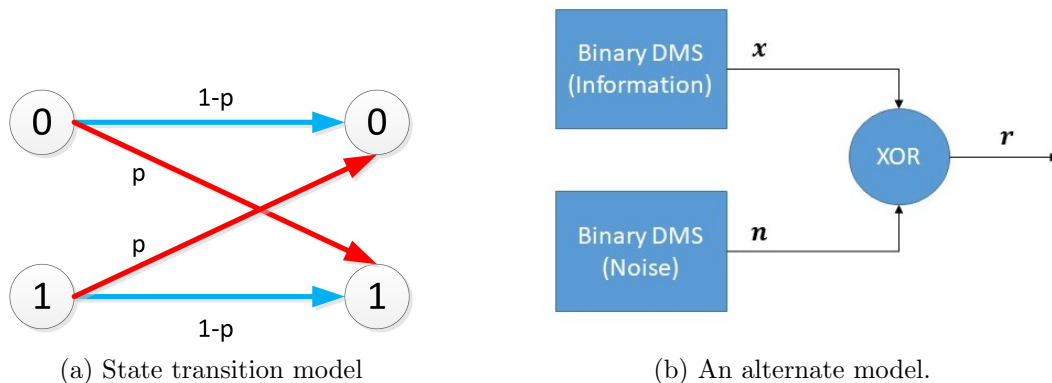 1-p
0
0
p
p
1
1
1-p
(a) State transition model
Binary DMS
(Information)
x
XOR
r
Binary DMS
(Noise)
n
(b) An alternate model.